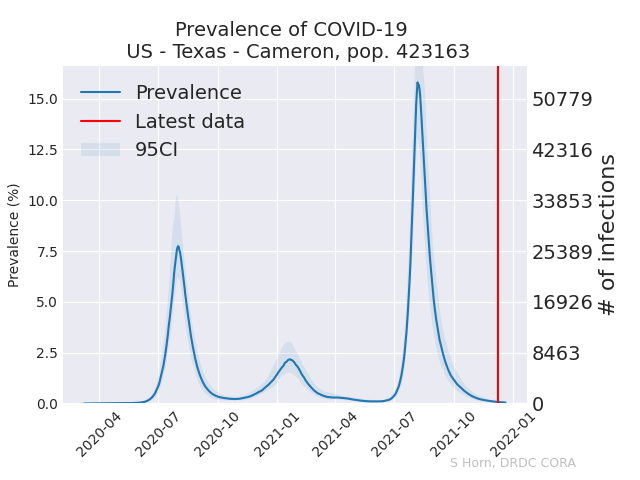 Prevalence of COVID-19
US - Texas - Cameron, pop. 423163
Prevalence
Latest data
95CI
Prevalence (%)
15.0
12.5
10.0
7.5
5.0
2.5
0.0
50779
42316
33853
25389
16926
8463
0
# of infections
2020-04
2020-07
2020-10
2021-01
2021-04
2021-07
2021-10
2022-01
S Horn, DRDC CORA